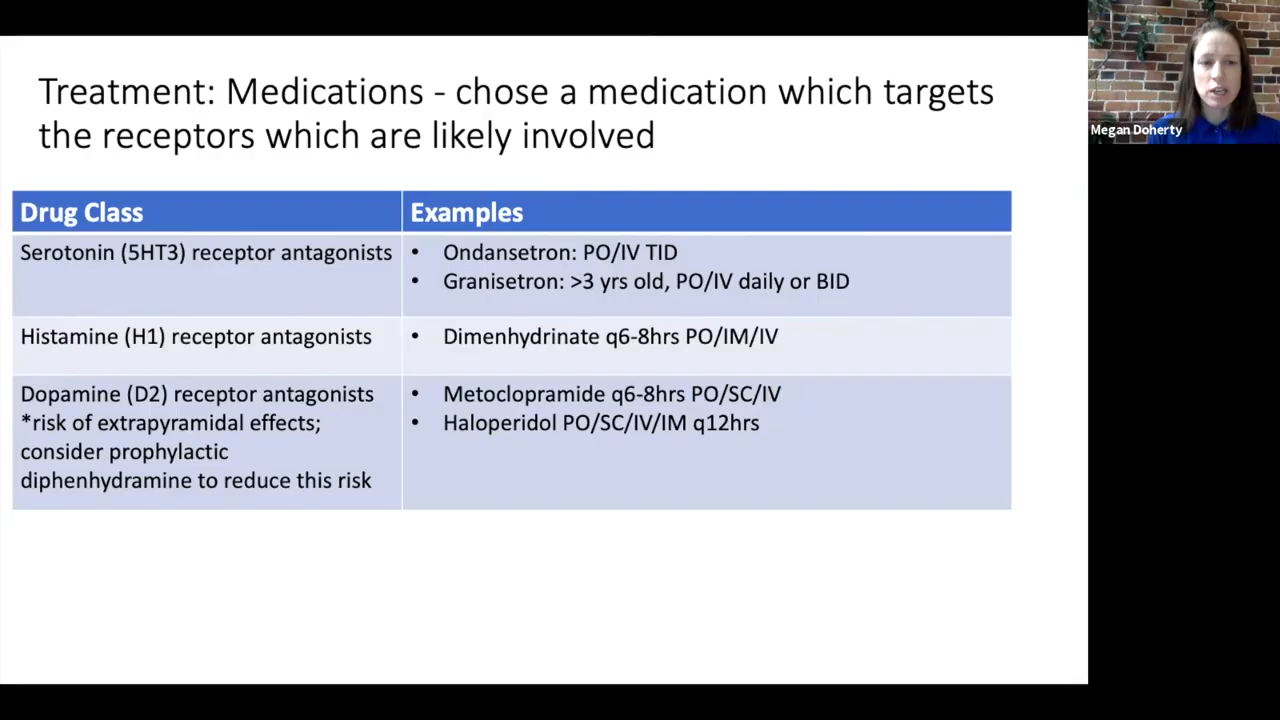 Treatment: Medications - chose a medication which targets
the receptors which are likely involved
Megan Doherty
Drug Class
Examples
Serotonin (5HT3) receptor antagonists
• Ondansetron: PO/IV TID
• Granisetron: >3 yrs old, PO/IV daily or BID
Histamine (H1) receptor antagonists
• Dimenhydrinate q6-8hrs PO/IM/IV
Dopamine (D2) receptor antagonists
*risk of extrapyramidal effects;
consider prophylactic
diphenhydramine to reduce this risk
• Metoclopramide q6-8hrs PO/SC/IV
• Haloperidol PO/SC/IV/IM q12hrs